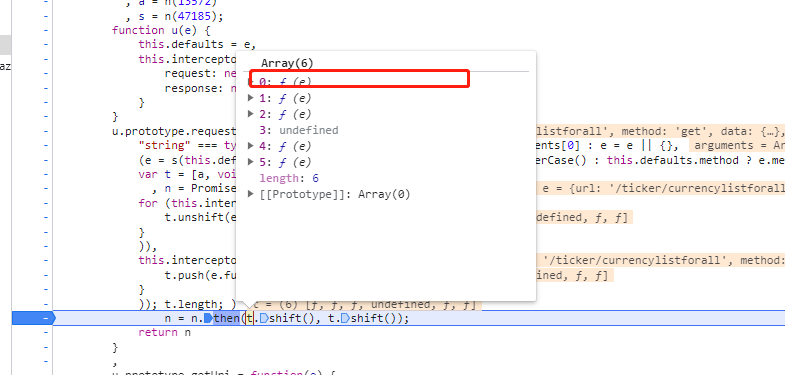 , a = n(13572)
, s = n(47185);
function u(e) {
this.defaults = e,
this.intercepto
request: ne
response: n
}
}
u.prototype.reques
"string" === ty
(e = s(this.def
var t = [a, voi
, n = Promise
for (this.inter
t.unshift(e
}
)),
this.intercepto
t.push(e.fu
}
)); t.length; )
n = n.then(t.shift(), t.shift());
return n
}
,
az
Array(6)
0: ƒ (e)
1: ƒ (e)
2: ƒ (e)
3: undefined
4: ƒ (e)
5: ƒ (e)
length: 6
[[Prototype]]: Array(0)
listforall', method: 'get', data: {…},
ents[0] : e = e || {}, arguments = Ar
erCase() : this.defaults.method ? e.me
e = {url: '/ticker/currencylistforall
defined, ƒ, ƒ]
'/ticker/currencylistforall', method:
ined, ƒ, ƒ]
t = (6) [ƒ, ƒ, ƒ, undefined, ƒ, ƒ]